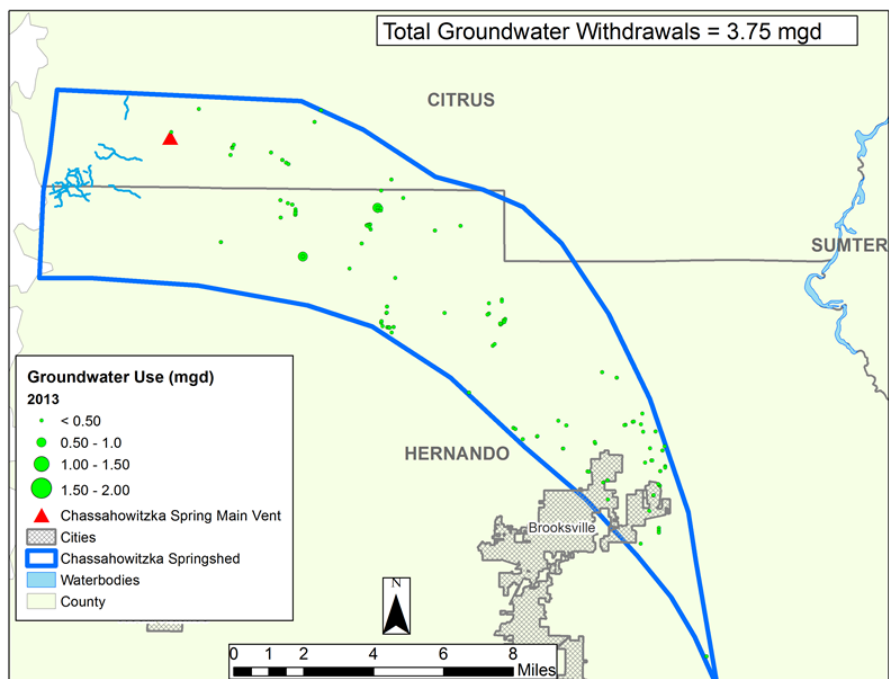 Total Groundwater Withdrawals = 3.75 mgd
CITRUS
SUMTER
HERNANDO
Brooksville
Groundwater Use (mgd)
2013
< 0.50
0.50 - 1.0
1.00 - 1.50
1.50 - 2.00
Chassahowitzka Spring Main Vent
Cities
Chassahowitzka Springshed
Waterbodies
County
N
0 1 2 4 6 8
Miles